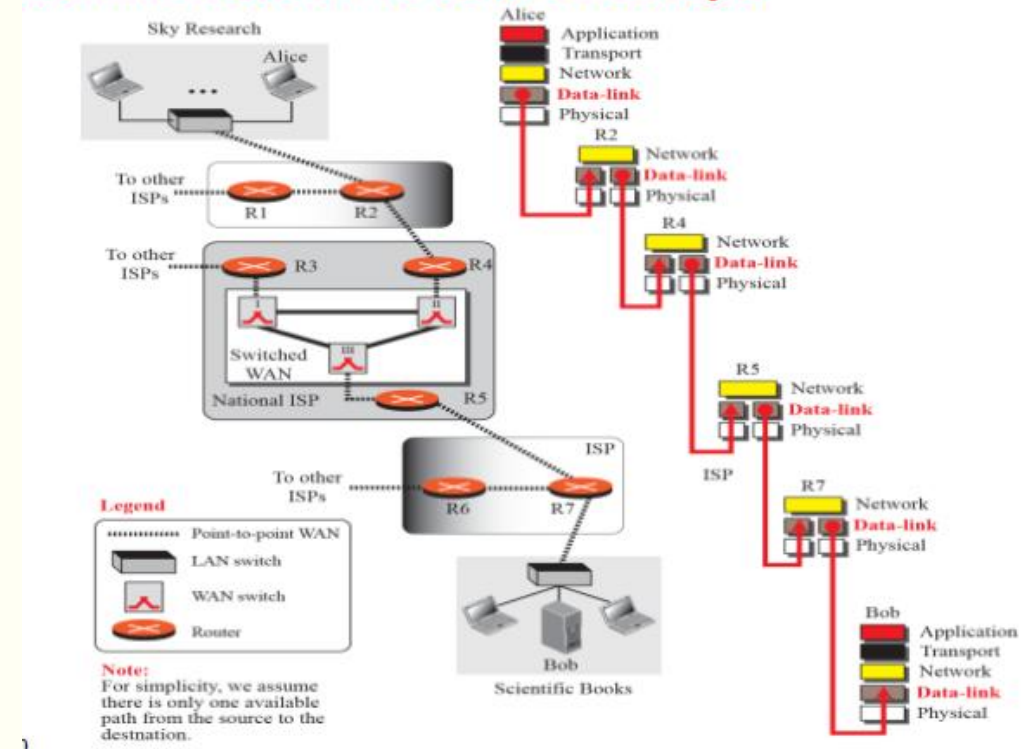 Sky Research
Alice
To other
ISPs
R1
R2
To other
ISPs
R3
R4
I
II
III
Switched
WAN
National ISP
R5
ISP
To other
ISPs
R6
R7
Bob
Scientific Books
Legend
Point-to-point WAN
LAN switch
WAN switch
Router
Note:
For simplicity, we assume
there is only one available
path from the source to the
destnation.
Alice
Application
Transport
Network
Data-link
Physical
R2
Network
Data-link
Physical
R4
Network
Data-link
Physical
R5
Network
Data-link
Physical
ISP
R7
Network
Data-link
Physical
Bob
Application
Transport
Network
Data-link
Physical